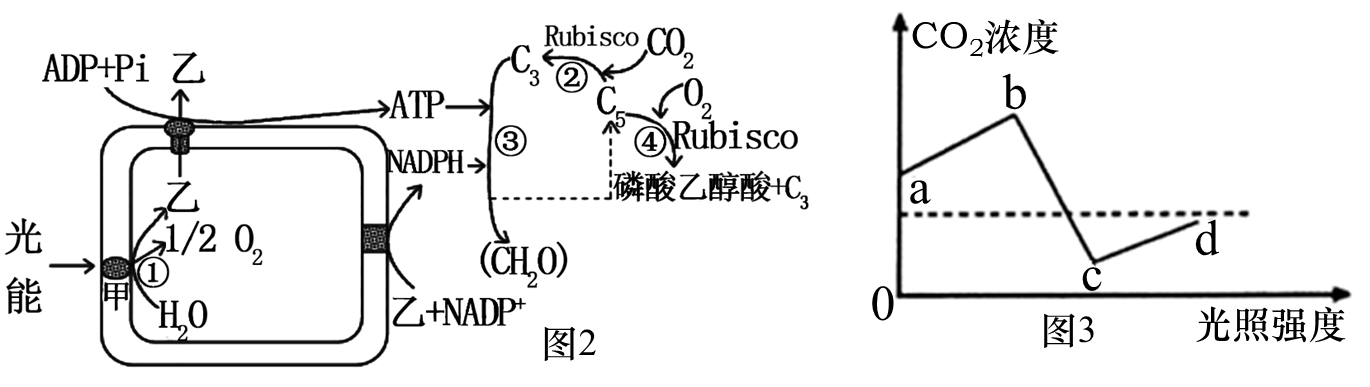 Rubisco
CO₂
ADP+Pi 乙
C₃
②
ATP
C₅
O₂
③
④
Rubisco
NADPH
磷酸乙醇酸+C₃
乙
光能
1/2 O₂
①
甲
H₂O
(CH₂O)
乙+NADP⁺
图2
CO₂浓度
b
a
d
c
0
光照强度
图3